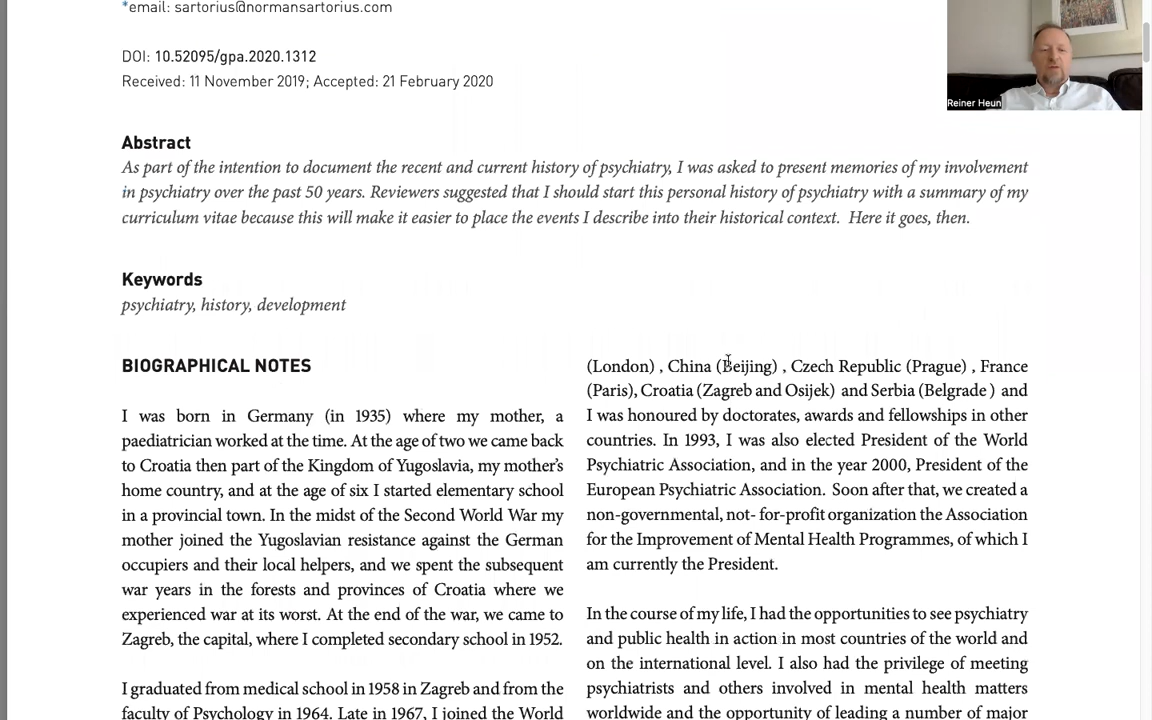 *email: sartorius@normansartorius.com
DOI: 10.52095/gpa.2020.1312
Received: 11 November 2019; Accepted: 21 February 2020
Reiner Heun
Abstract
As part of the intention to document the recent and current history of psychiatry, I was asked to present memories of my involvement
in psychiatry over the past 50 years. Reviewers suggested that I should start this personal history of psychiatry with a summary of my
curriculum vitae because this will make it easier to place the events I describe into their historical context.  Here it goes, then.
Keywords
psychiatry, history, development
BIOGRAPHICAL NOTES
I was born in Germany (in 1935) where my mother, a
paediatrician worked at the time. At the age of two we came back
to Croatia then part of the Kingdom of Yugoslavia, my mother's
home country, and at the age of six I started elementary school
in a provincial town. In the midst of the Second World War my
mother joined the Yugoslavian resistance against the German
occupiers and their local helpers, and we spent the subsequent
war years in the forests and provinces of Croatia where we
experienced war at its worst. At the end of the war, we came to
Zagreb, the capital, where I completed secondary school in 1952.
I graduated from medical school in 1958 in Zagreb and from the
faculty of Psychology in 1964. Late in 1967, I joined the World
(London) , China (Beijing) , Czech Republic (Prague) , France
(Paris), Croatia (Zagreb and Osijek) and Serbia (Belgrade ) and
I was honoured by doctorates, awards and fellowships in other
countries. In 1993, I was also elected President of the World
Psychiatric Association, and in the year 2000, President of the
European Psychiatric Association. Soon after that, we created a
non-governmental, not- for-profit organization the Association
for the Improvement of Mental Health Programmes, of which I
am currently the President.
In the course of my life, I had the opportunities to see psychiatry
and public health in action in most countries of the world and
on the international level. I also had the privilege of meeting
psychiatrists and others involved in mental health matters
worldwide and the opportunity of leading a number of major